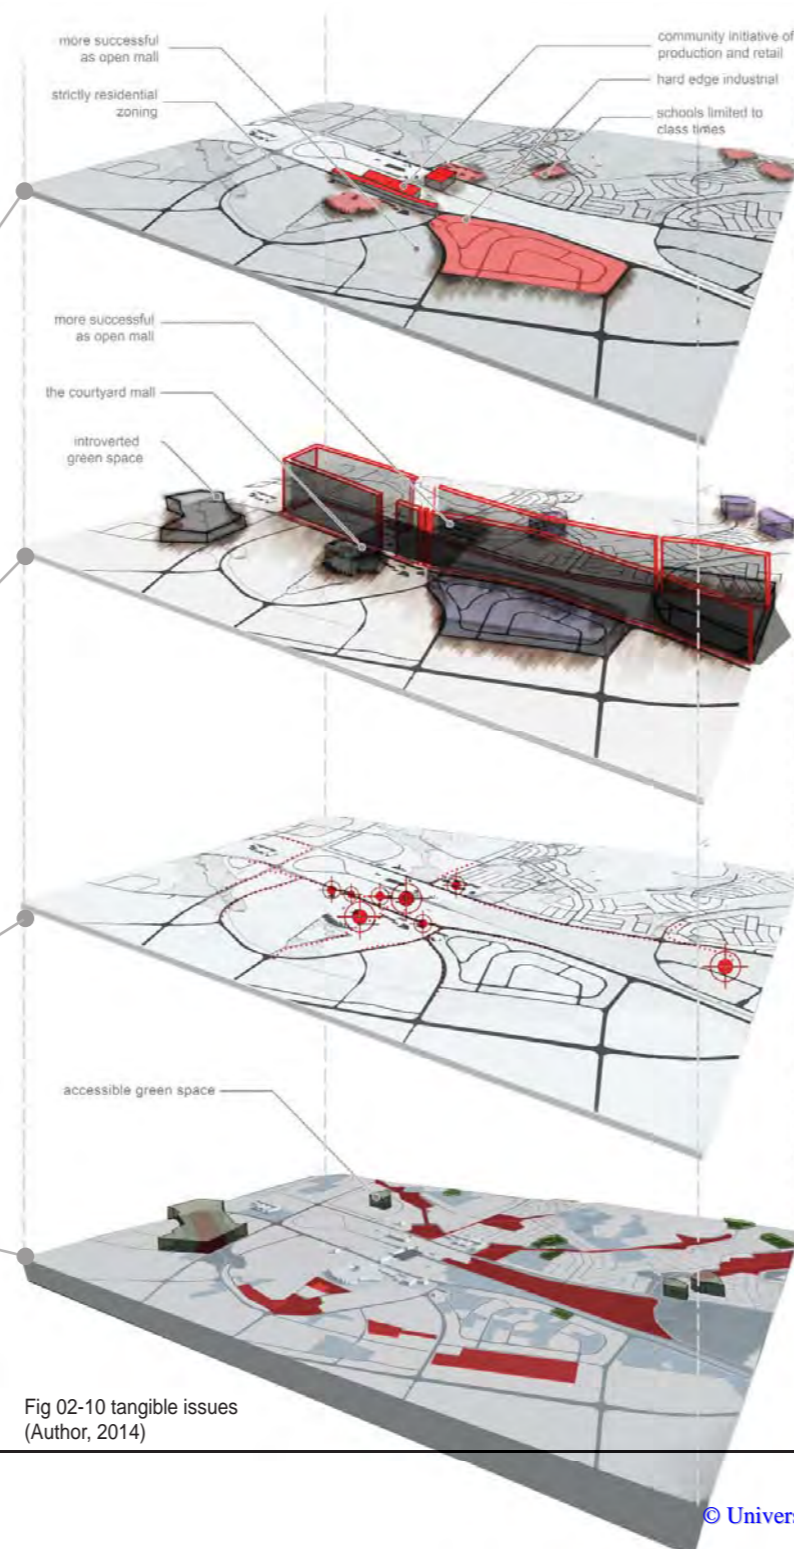 more successful
as open mall
strictly residential
zoning
community initiative of
production and retail
hard edge industrial
schools limited to
class times
more successful
as open mall
the courtyard mall
introverted
green space
accessible green space
Fig 02-10 tangible issues
(Author, 2014)
©